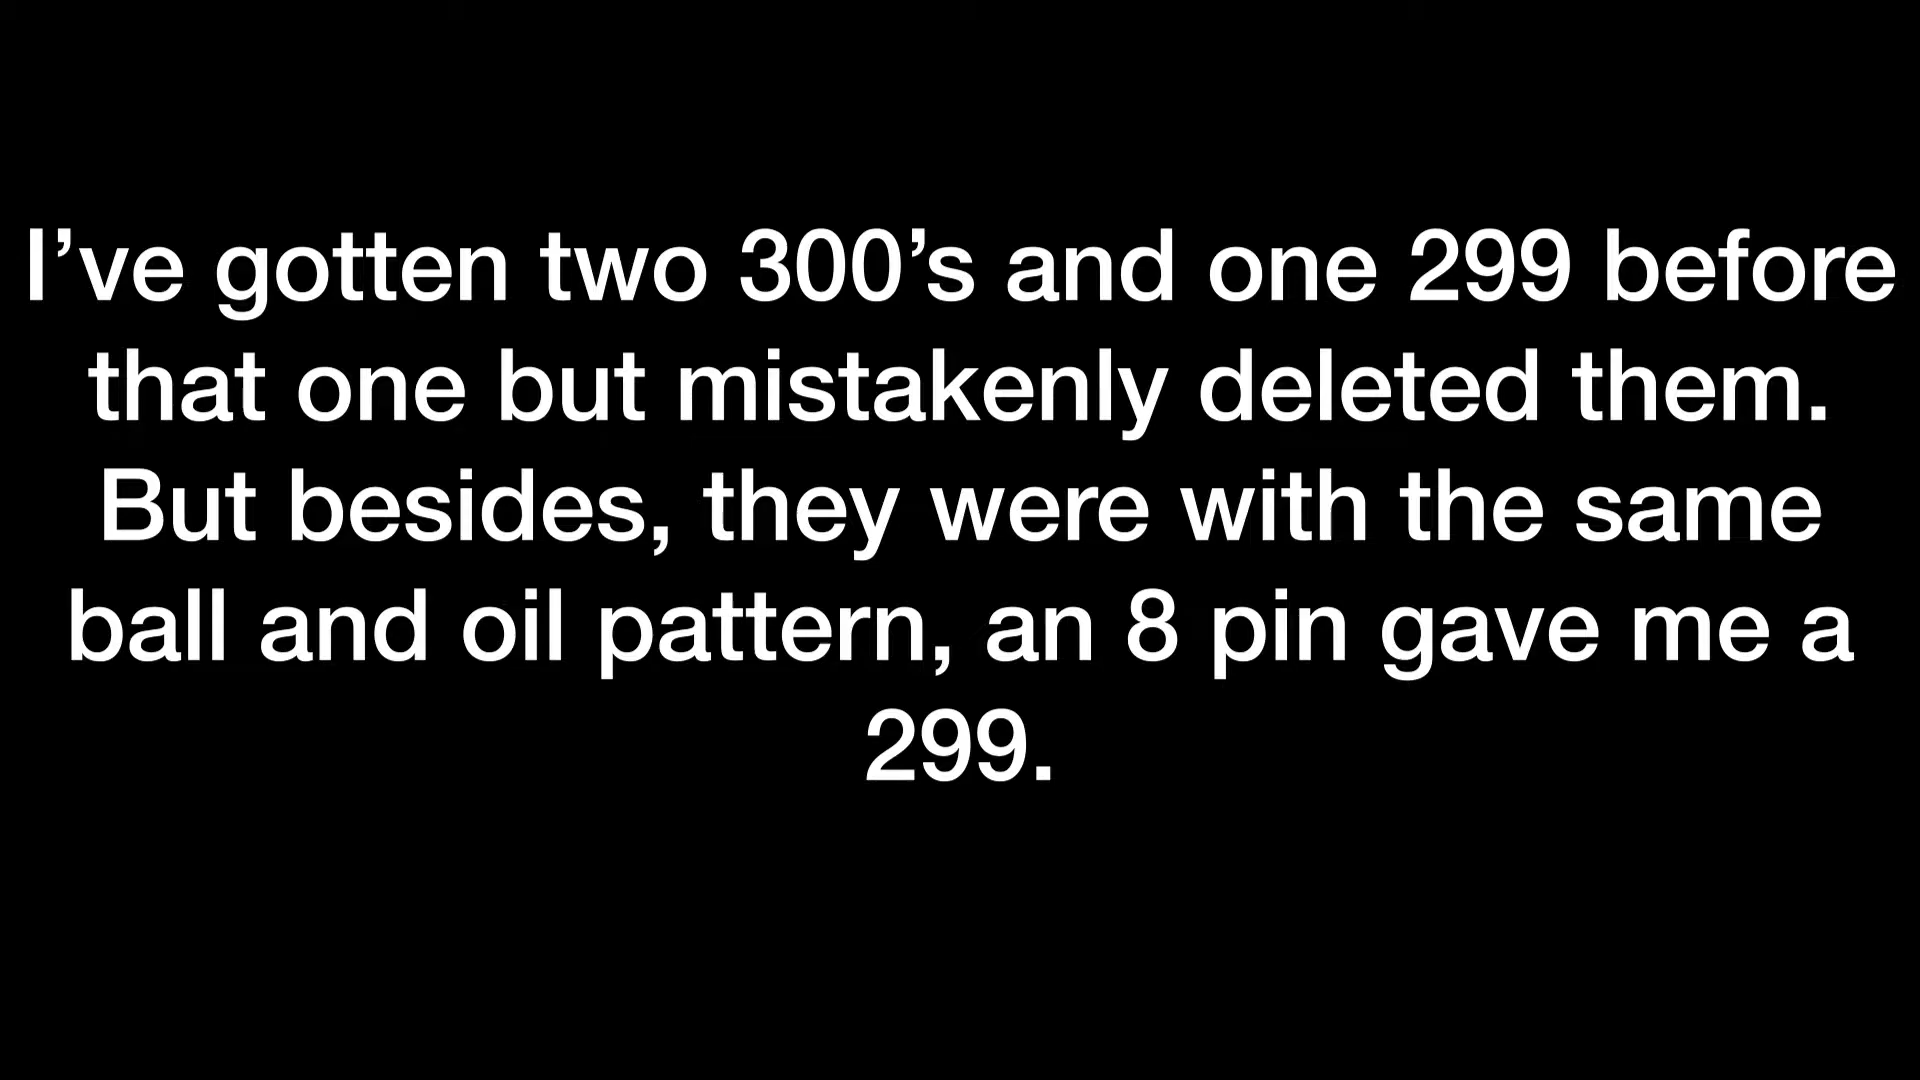 I’ve gotten two 300’s and one 299 before
that one but mistakenly deleted them.
But besides, they were with the same
ball and oil pattern, an 8 pin gave me a
299.